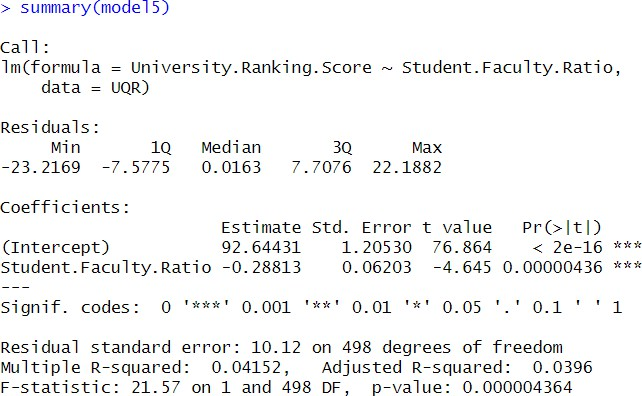 > summary(model5)
Call:
lm(formula = University.Ranking.Score ~ Student.Faculty.Ratio,
data = UQR)
Residuals:
Min 1Q Median 3Q Max
-23.2169 -7.5775 0.0163 7.7076 22.1882
Coefficients:
Estimate Std. Error t value Pr(>|t|)
(Intercept) 92.64431 1.20530 76.864 < 2e-16 ***
Student.Faculty.Ratio -0.28813 0.06203 -4.645 0.00000436 ***
---
Signif. codes: 0 '***' 0.001 '**' 0.01 '*' 0.05 '.' 0.1 ' ' 1
Residual standard error: 10.12 on 498 degrees of freedom
Multiple R-squared: 0.04152, Adjusted R-squared: 0.0396
F-statistic: 21.57 on 1 and 498 DF, p-value: 0.000004364